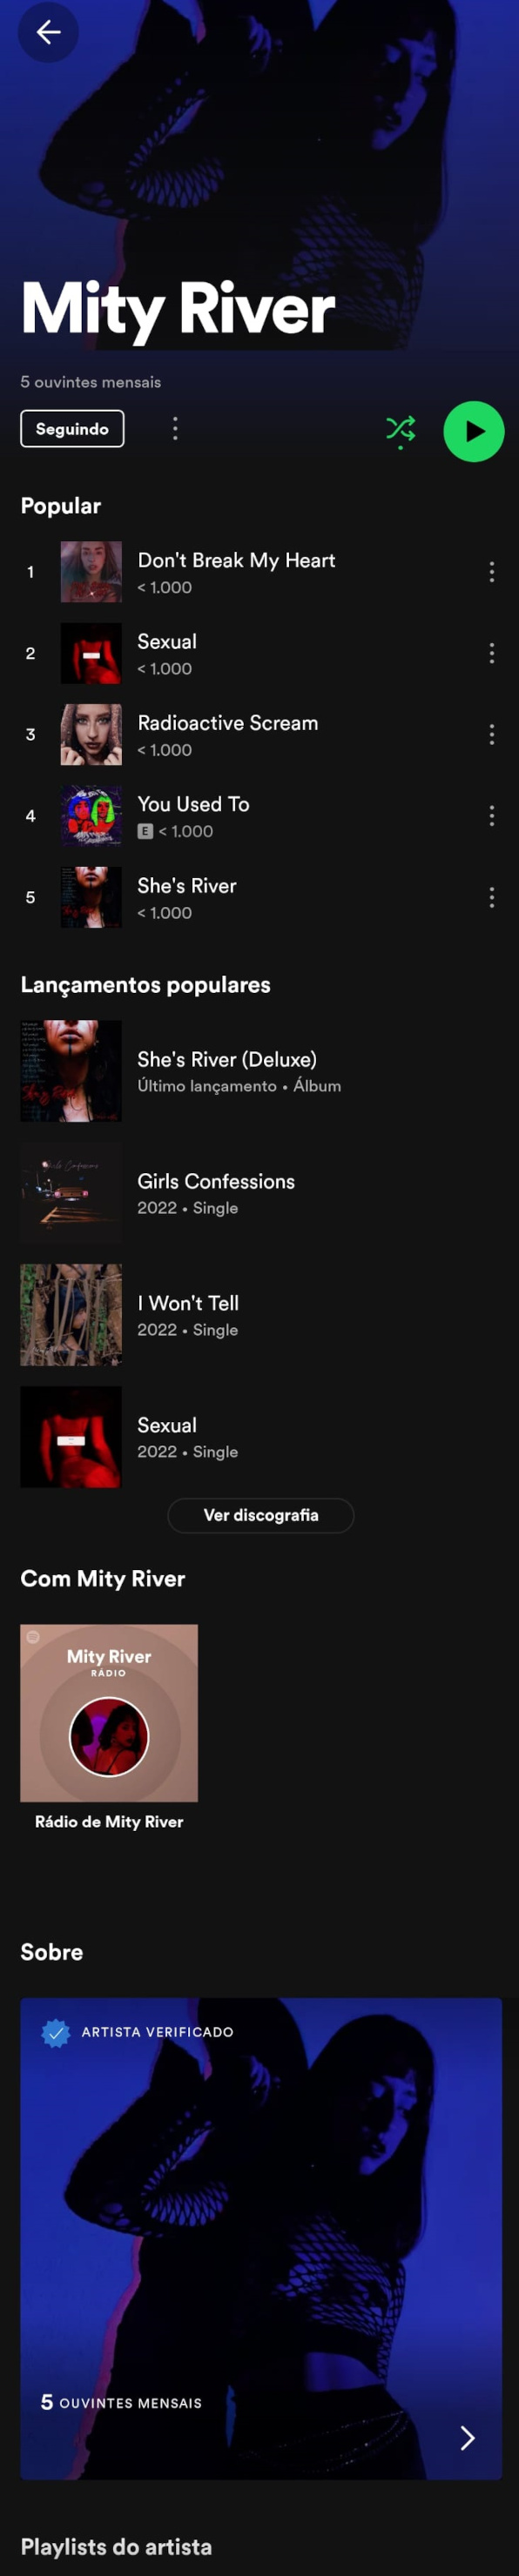 Mity River
5 ouvintes mensais
Seguindo
Popular
1
Don't Break My Heart
< 1.000
2
Sexual
< 1.000
3
Radioactive Scream
< 1.000
4
You Used To
E < 1.000
5
She's River
< 1.000
Lançamentos populares
She's River (Deluxe)
Último lançamento • Álbum
Girls Confessions
2022 • Single
I Won't Tell
2022 • Single
Sexual
2022 • Single
Ver discografia
Com Mity River
Mity River
RÁDIO
Rádio de Mity River
Sobre
ARTISTA VERIFICADO
5 OUVINTES MENSAIS
Playlists do artista